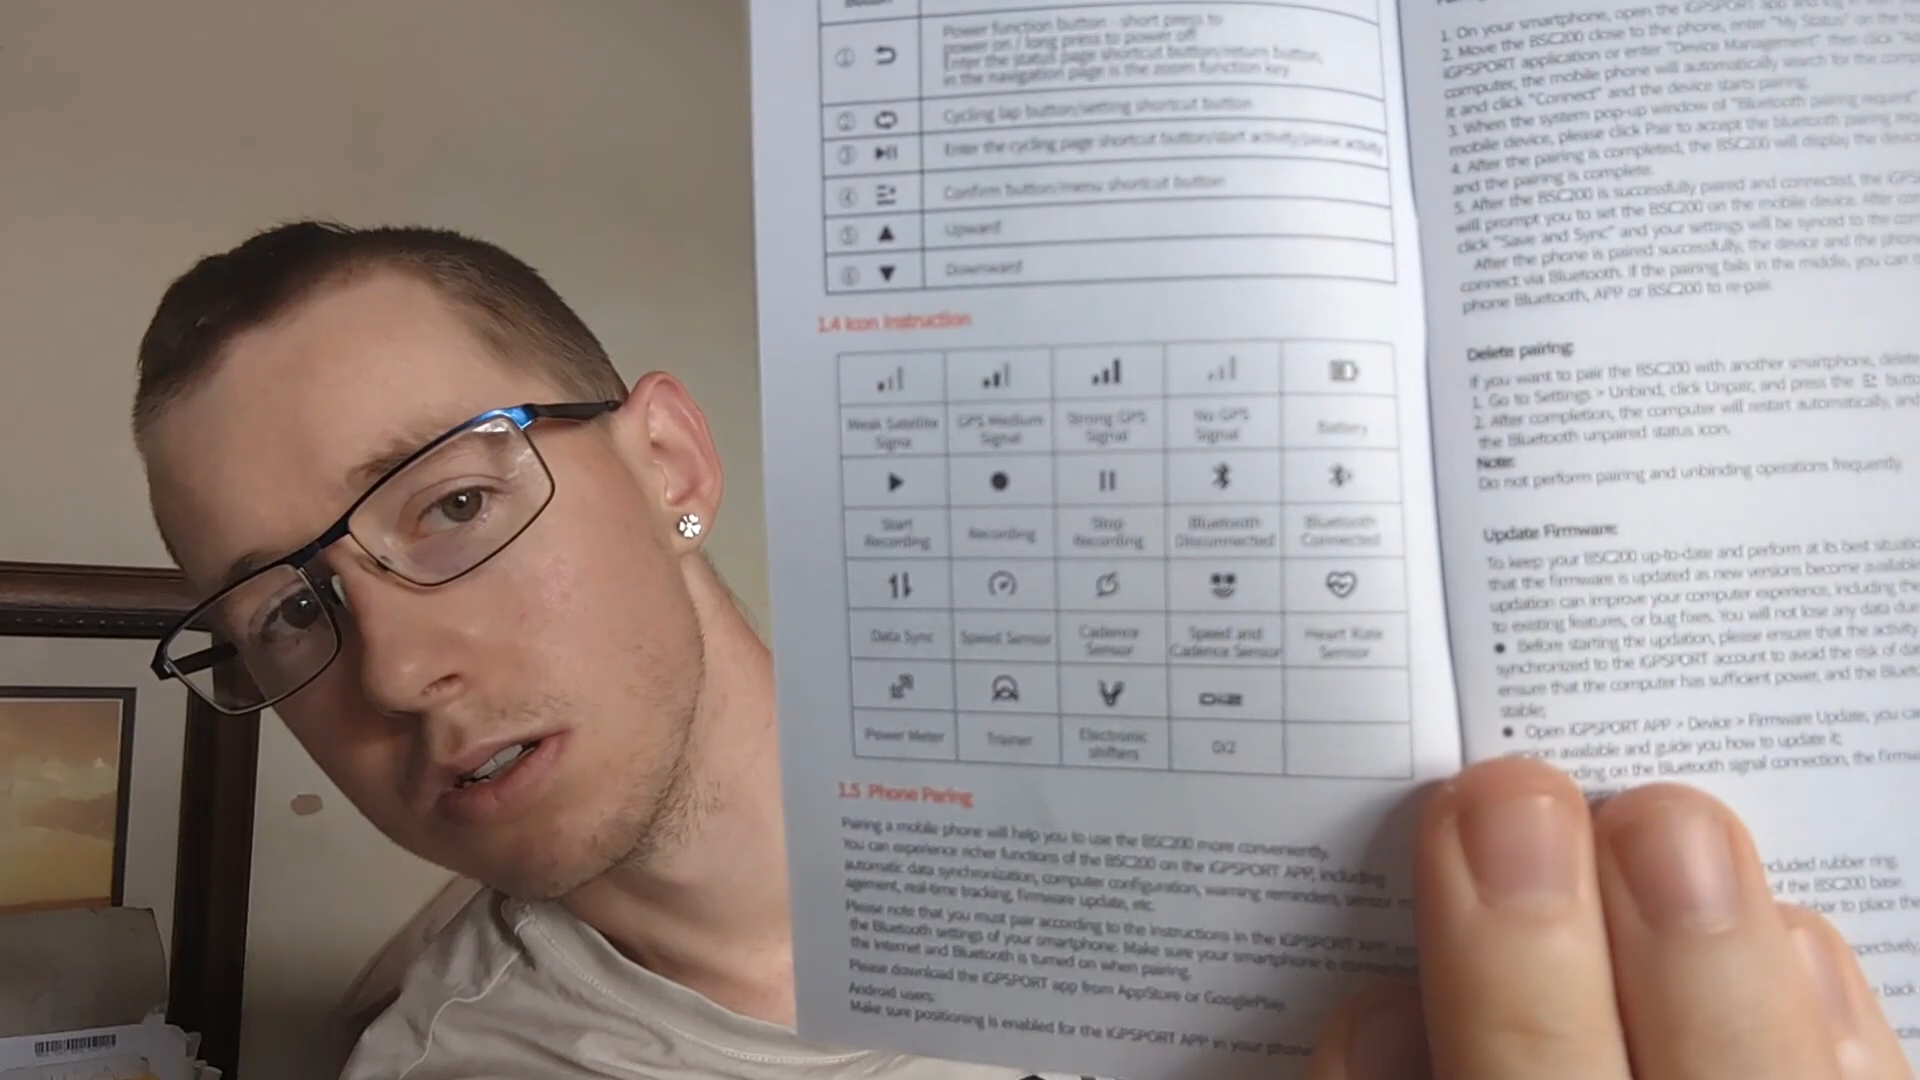 Power function button - short press to
power on / long press to power off
Enter the status page shortcut button/return button,
in the navigation page is the zoom function key
Cycling lap button/setting shortcut button
Enter the cycling page shortcut button/start activity/pause activity
Confirm button/menu shortcut button
Upward
Downward
1.4 Icon Instruction
Weak Satellite Signal
GPS Medium Signal
Strong GPS Signal
No GPS Signal
Battery
Start Recording
Recording
Stop Recording
Bluetooth Disconnected
Bluetooth Connected
Data Sync
Speed Sensor
Cadence Sensor
Speed and Cadence Sensor
Heart Rate Sensor
Power Meter
Trainer
Electronic shifters
Di2
1.5 Phone Paring
Pairing a mobile phone will help you to use the BSC200 more conveniently.
You can experience richer functions of the BSC200 on the iGPSPORT APP, including
automatic data synchronization, computer configuration, warning reminders, sensor
agement, real-time tracking, firmware update, etc.
Please note that you must pair according to the instructions in the iGPSPORT app,
the Bluetooth settings of your smartphone. Make sure your smartphone is connected
the Internet and Bluetooth is turned on when pairing.
Please download the iGPSPORT app from AppStore or GooglePlay.
Android users:
Make sure positioning is enabled for the iGPSPORT APP in your phone
1. On your smartphone, open the iGPSPORT app and log in
2. Move the BSC200 close to the phone, enter "My Status" on the
iGPSPORT application or enter "Device Management" then click
computer, the mobile phone will automatically search for the
it and click "Connect" and the device starts pairing.
3. When the system pop-up window of "Bluetooth pairing request"
mobile device, please click Pair to accept the bluetooth pairing
4. After the pairing is completed, the BSC200 will display the
and the pairing is complete.
5. After the BSC200 is successfully paired and connected, the
will prompt you to set the BSC200 on the mobile device. After
click "Save and Sync" and your settings will be synced to the
After the phone is paired successfully, the device and the
connect via Bluetooth. If the pairing fails in the middle, you can
phone Bluetooth, APP or BSC200 to re-pair.
Delete pairing:
If you want to pair the BSC200 with another smartphone,
1. Go to Settings > Unbind, click Unpair, and press the
2. After completion, the computer will restart automatically, and
the Bluetooth unpaired status icon.
Note:
Do not perform pairing and unbinding operations frequently.
Update Firmware:
To keep your BSC200 up-to-date and perform at its best
that the firmware is updated as new versions become
updation can improve your computer experience, including
to existing features, or bug fixes. You will not lose any data
● Before starting the updation, please ensure that the activity
synchronized to the iGPSPORT account to avoid the risk of
ensure that the computer has sufficient power, and the
stable;
● Open iGPSPORT APP > Device > Firmware Update, you
available and guide you how to update it;
on the Bluetooth signal connection, the
included rubber ring
of the BSC200 base.
to place the
back